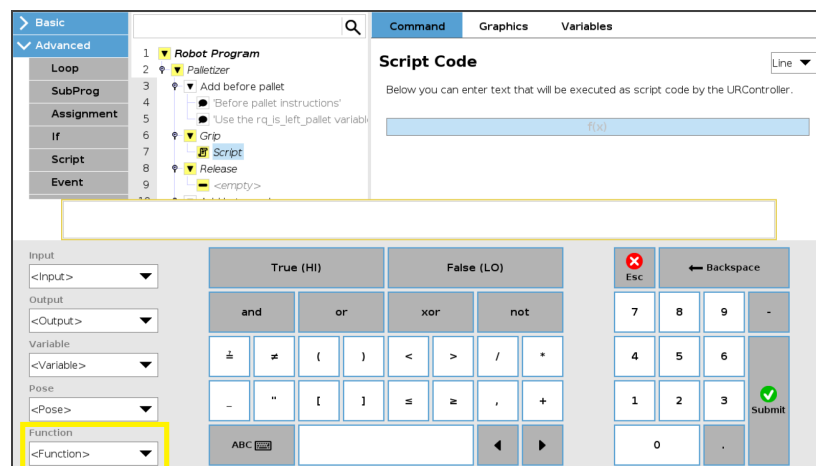 Basic
Advanced
Loop
SubProg
Assignment
If
Script
Event
1 Robot Program
2 Palletizer
3 Add before pallet
4 'Before pallet instructions'
5 'Use the rq_is_left_pallet variabl
6 Grip
7 Script
8 Release
9 <empty>
Command Graphics Variables
Script Code
Line
Below you can enter text that will be executed as script code by the URController.
f(x)
Input
<Input>
Output
<Output>
Variable
<Variable>
Pose
<Pose>
Function
<Function>
True (HI) False (LO)
and or xor not
≟ ≠ ( ) < > / *
_ " [ ] ≤ ≥ , +
ABC
Esc Backspace
7 8 9 -
4 5 6
1 2 3 Submit
0 .